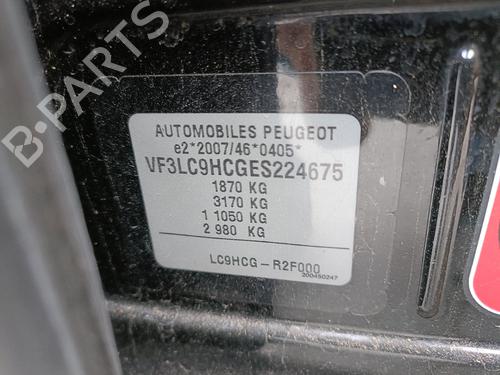 B-PARTS
AUTOMOBILES PEUGEOT
e2*2007/46*0405*
VF3LC9HCGES224675
1870 KG
3170 KG
1 1050 KG
2 980 KG
LC9HCG-R2F000
200450247